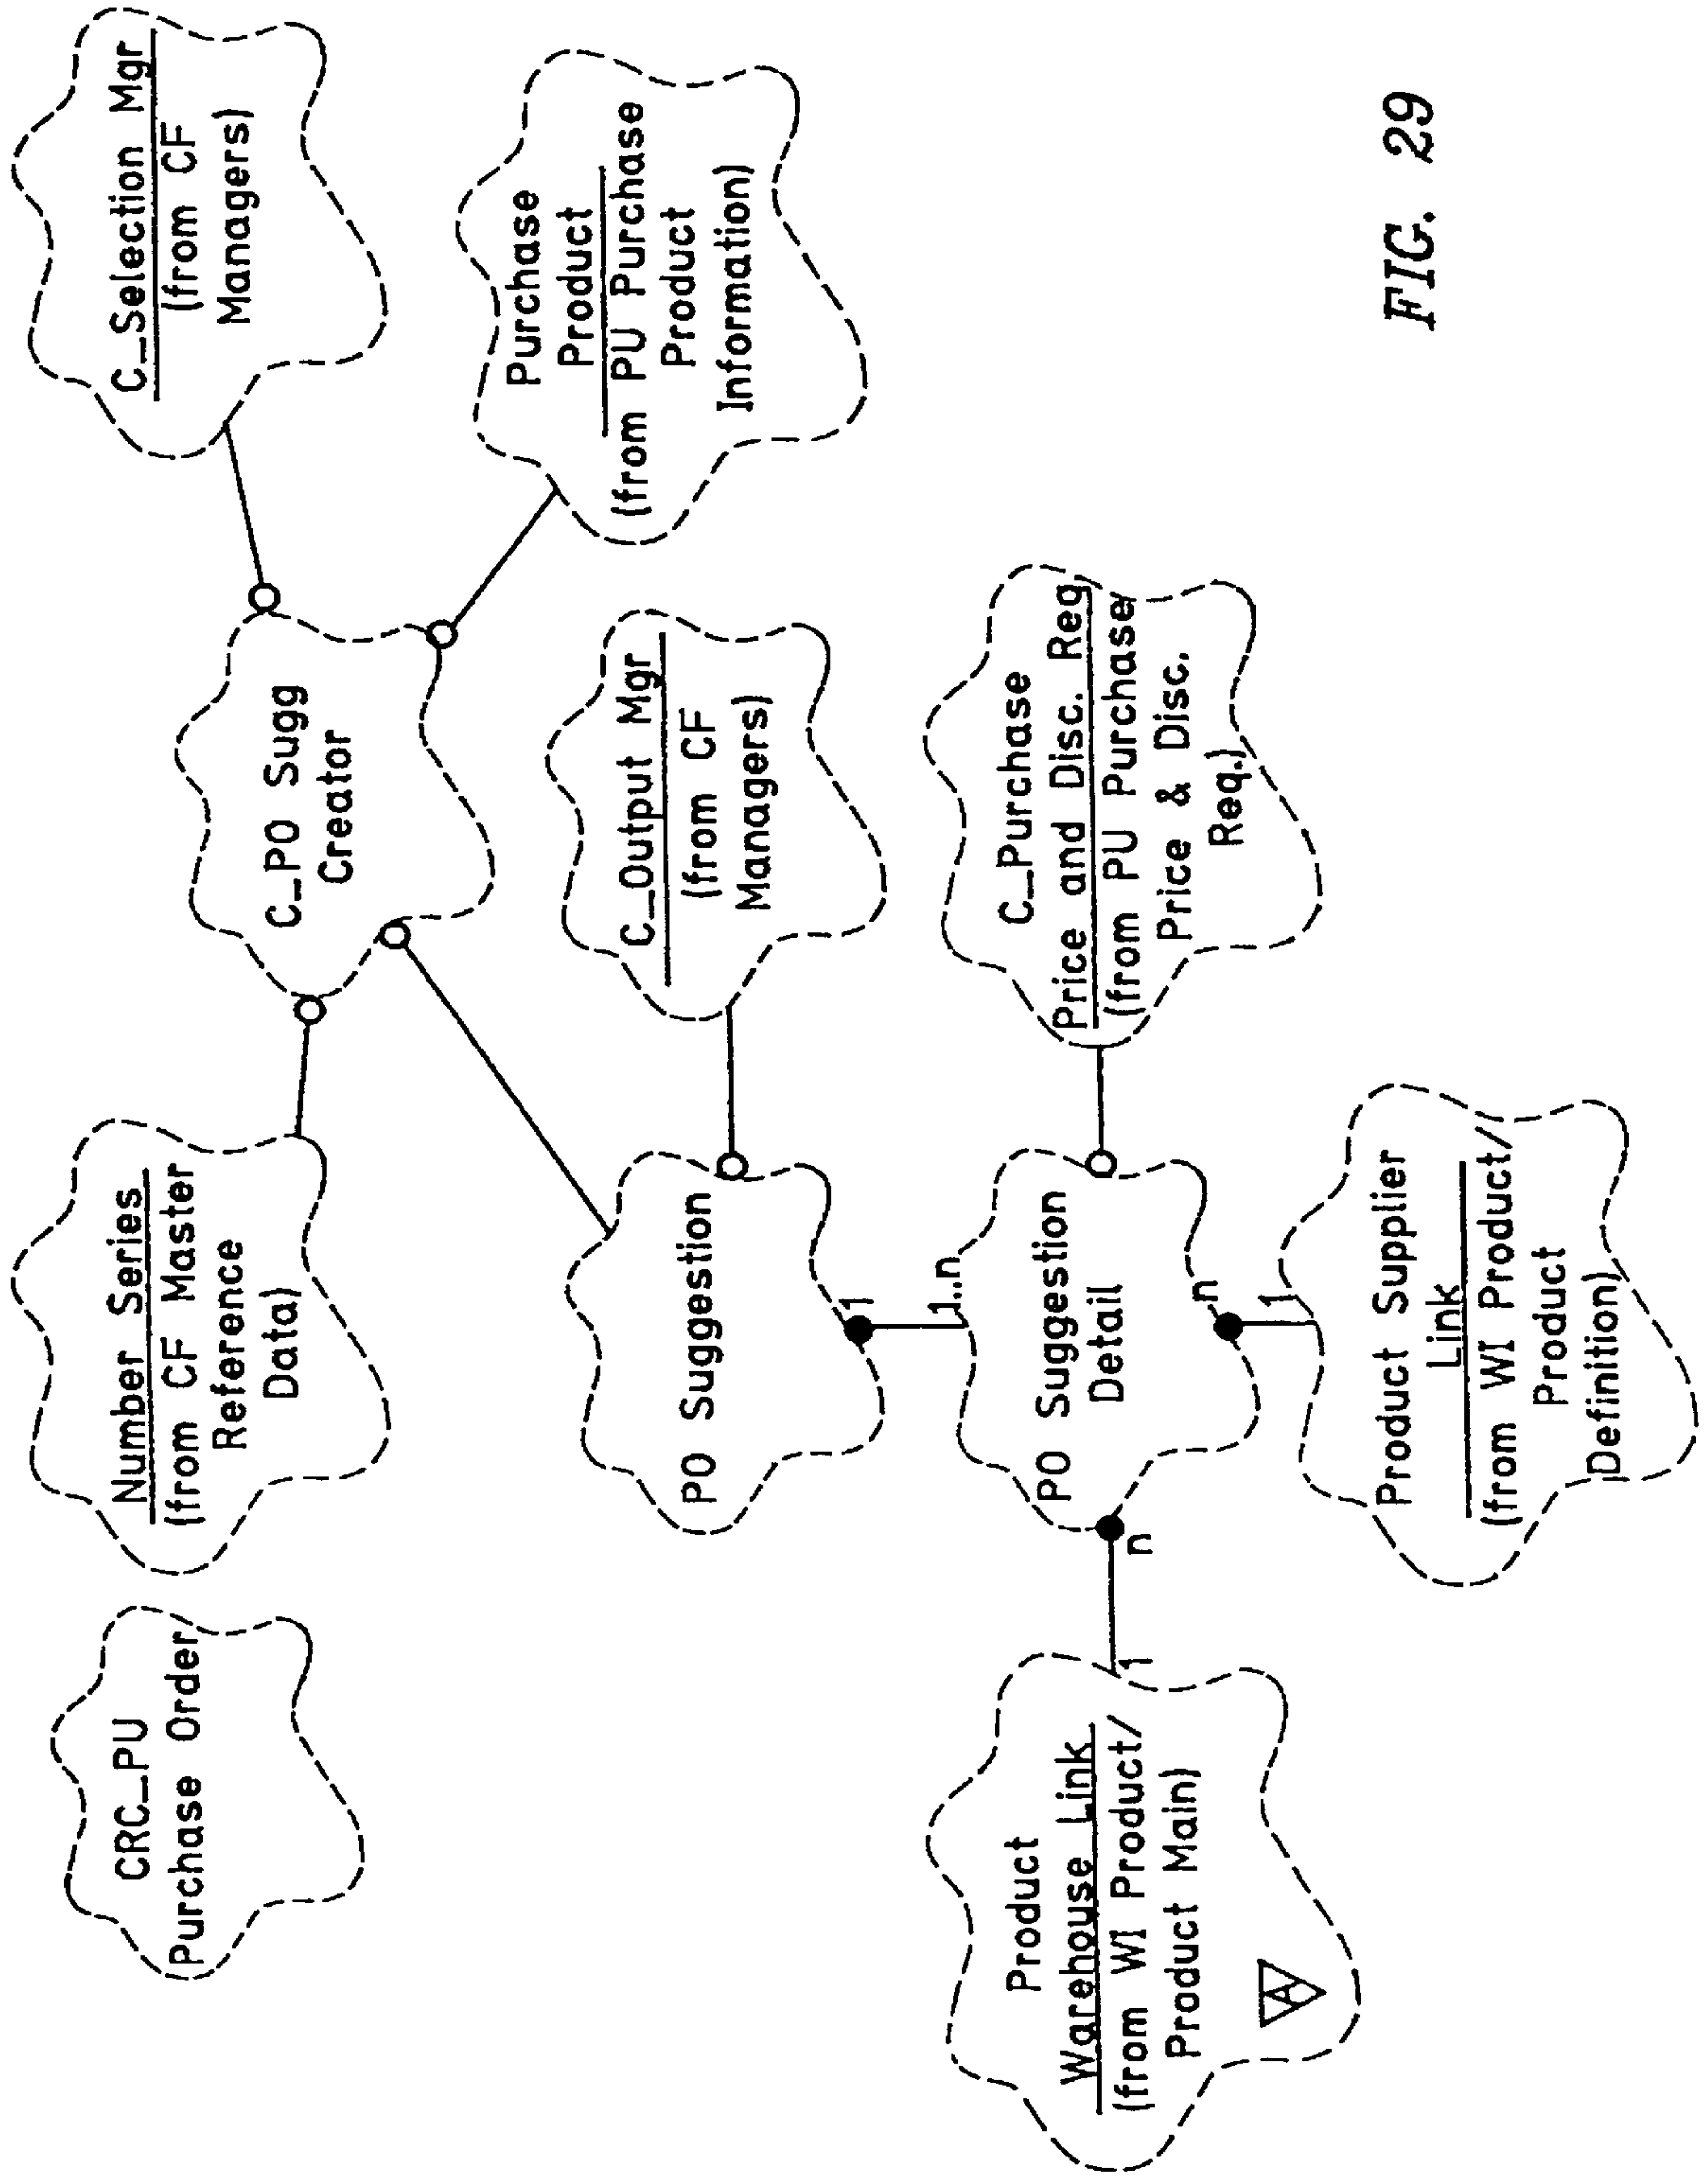 CRC_PU
Purchase Order
Number Series
(from CF Master
Reference
Data)
C_PO Sugg
Creator
C_Selection Mgr
(from CF
Managers)
Purchase
Product
(from PU Purchase
Product
Information)
PO Suggestion
1
1..n
C_Output Mgr
(from CF
Managers)
Product
Warehouse Link
(from WI Product/
Product Main)
A
1
n
PO Suggestion
Detail
n
1
C_Purchase
Price and Disc. Req
(from PU Purchase
Price & Disc.
Req.)
Product Supplier
Link
(from WI Product/
Product
Definition)
FIG. 29